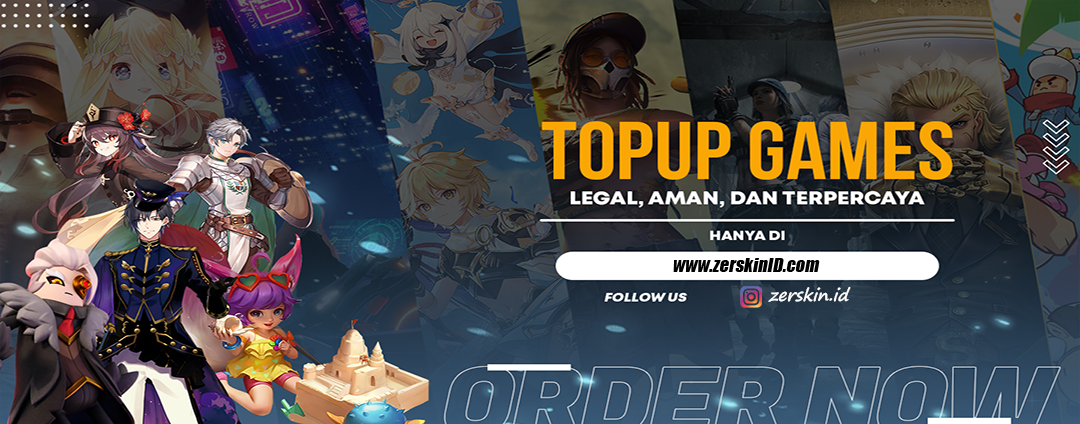 TOPUP GAMES
LEGAL, AMAN, DAN TERPERCAYA
HANYA DI
www.zerskinID.com
FOLLOW US zerskin.id
ORDER NOW